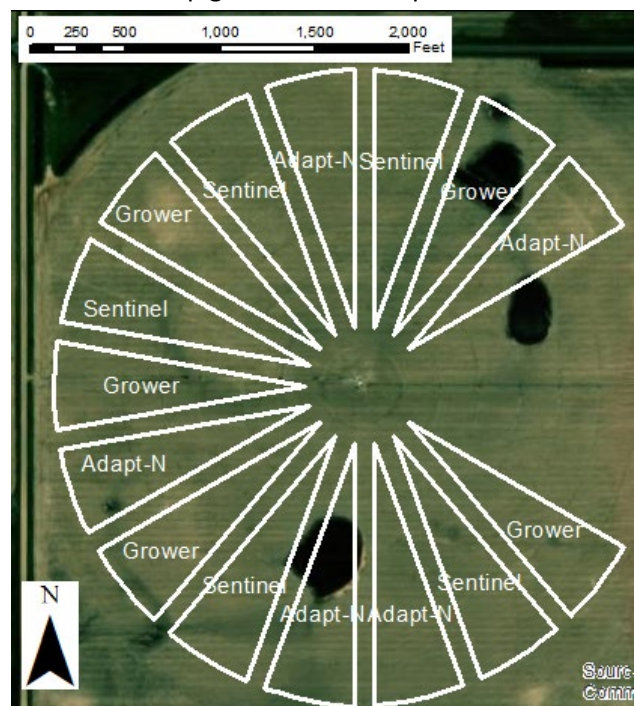 0 250 500 1,000 1,500 2,000
Feet
Adapt-N
Sentinel
Sentinel
Grower
Grower
Adapt-N
Sentinel
Grower
Adapt-N
Grower
Grower
Sentinel
Sentinel
Adapt-N
Adapt-N
N